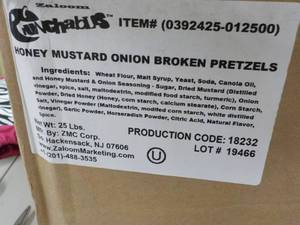 Zaloom
Crunchabus ITEM# (0392425-012500)
HONEY MUSTARD ONION BROKEN PRETZELS
Ingredients: Wheat Flour, Malt Syrup, Yeast, Soda, Canola Oil,
and Honey Mustard & Onion Seasoning - Sugar, Dried Mustard (Distilled
vinegar, spice, salt, maltodextrin, modified food starch, turmeric), Onion
Powder, Dried Honey (honey, corn starch, calcium stearate), Corn Starch,
Salt, Vinegar Powder (Maltodextrin, modified corn starch, white distilled
vinegar), Garlic Powder, Horseradish Powder, Citric Acid, Natural Flavor,
Spice.
Net Wt: 25 Lbs.
Mfg By: ZMC Corp.
So Hackensack, NJ 07606
www.ZaloomMarketing.com
(201)-488-3535
U
PRODUCTION CODE: 18232
LOT # 19466